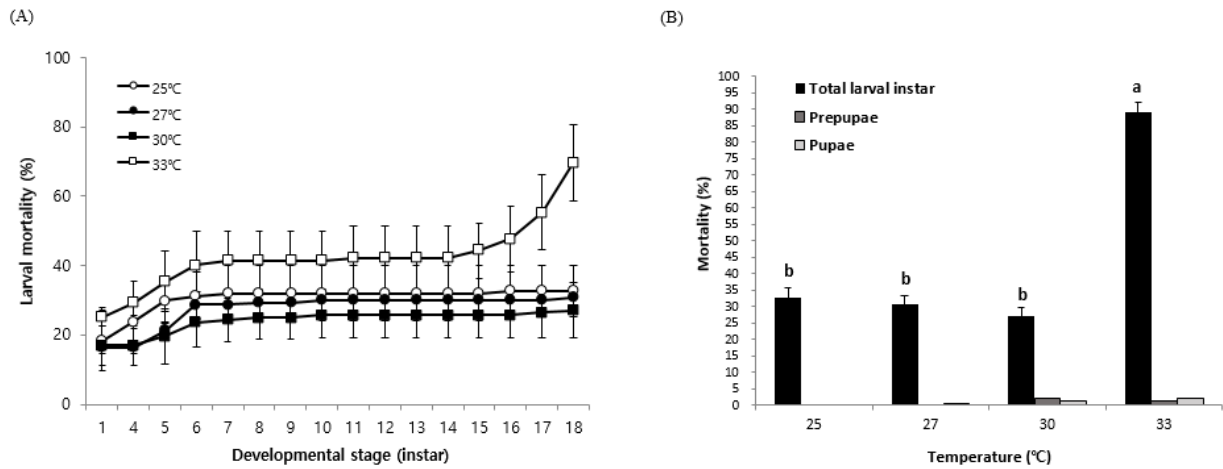 (A)
100
80
60
40
20
0
Larval mortality (%)
25℃
27℃
30℃
33℃
1 4 5 6 7 8 9 10 11 12 13 14 15 16 17 18
Developmental stage (instar)
(B)
100
95
90
85
80
75
70
65
60
55
50
45
40
35
30
25
20
15
10
5
0
Mortality (%)
Total larval instar
Prepupae
Pupae
b
b
b
a
25 27 30 33
Temperature (℃)